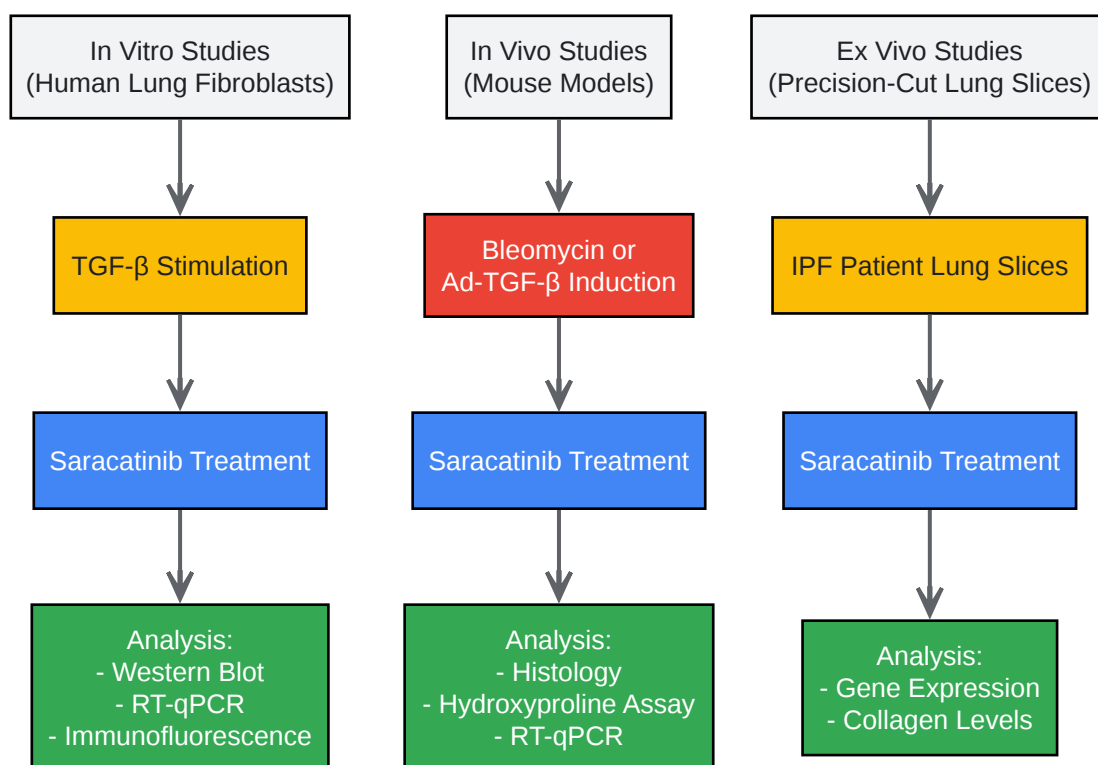 In Vitro Studies
(Human Lung Fibroblasts)
TGF-β Stimulation
Saracatinib Treatment
Analysis:
- Western Blot
- RT-qPCR
- Immunofluorescence
In Vivo Studies
(Mouse Models)
Bleomycin or
Ad-TGF-β Induction
Saracatinib Treatment
Analysis:
- Histology
- Hydroxyproline Assay
- RT-qPCR
Ex Vivo Studies
(Precision-Cut Lung Slices)
IPF Patient Lung Slices
Saracatinib Treatment
Analysis:
- Gene Expression
- Collagen Levels